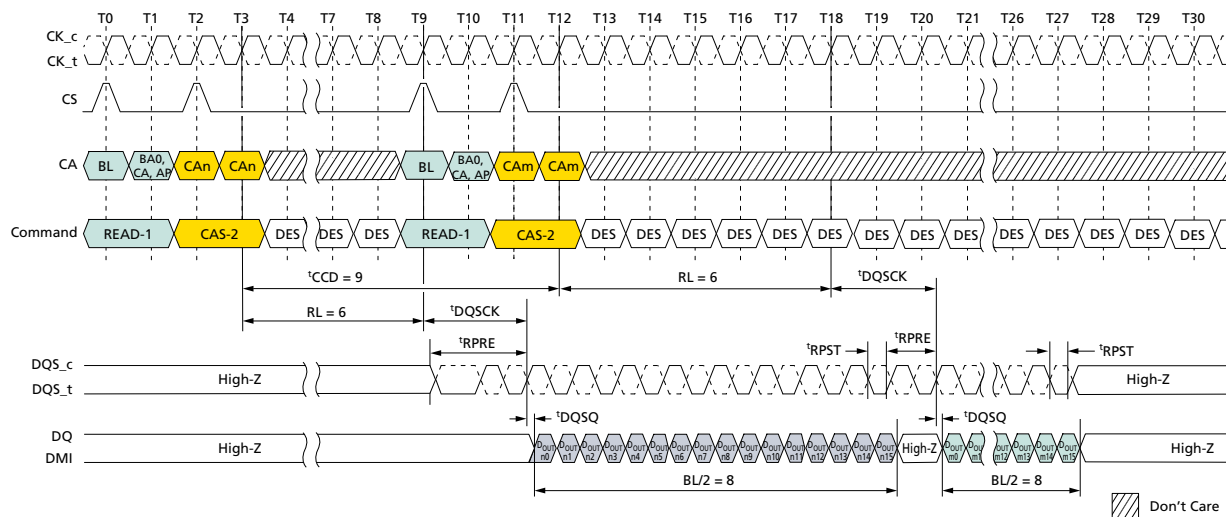 T0 T1 T2 T3 T4 T7 T8 T9 T10 T11 T12 T13 T14 T15 T16 T17 T18 T19 T20 T21 T26 T27 T28 T29 T30
CK_c
CK_t
CS
CA BL BA0, CA, AP CAn CAn BL BA0, CA, AP CAm CAm
Command READ-1 CAS-2 DES DES DES READ-1 CAS-2 DES DES DES DES DES DES DES DES DES DES DES DES DES DES
tCCD = 9 RL = 6 tDQSCK
RL = 6 tDQSCK
tRPRE tRPST tRPRE tRPST
DQS_c
DQS_t
High-Z High-Z
tDQSQ tDQSQ
DQ
DMI
High-Z DOUT n0 DOUT n1 DOUT n2 DOUT n3 DOUT n4 DOUT n5 DOUT n6 DOUT n7 DOUT n8 DOUT n9 DOUT n10 DOUT n11 DOUT n12 DOUT n13 DOUT n14 DOUT n15 High-Z DOUT m0 DOUT m1 DOUT m12 DOUT m13 DOUT m14 DOUT m15 High-Z
BL/2 = 8 BL/2 = 8
Don't Care